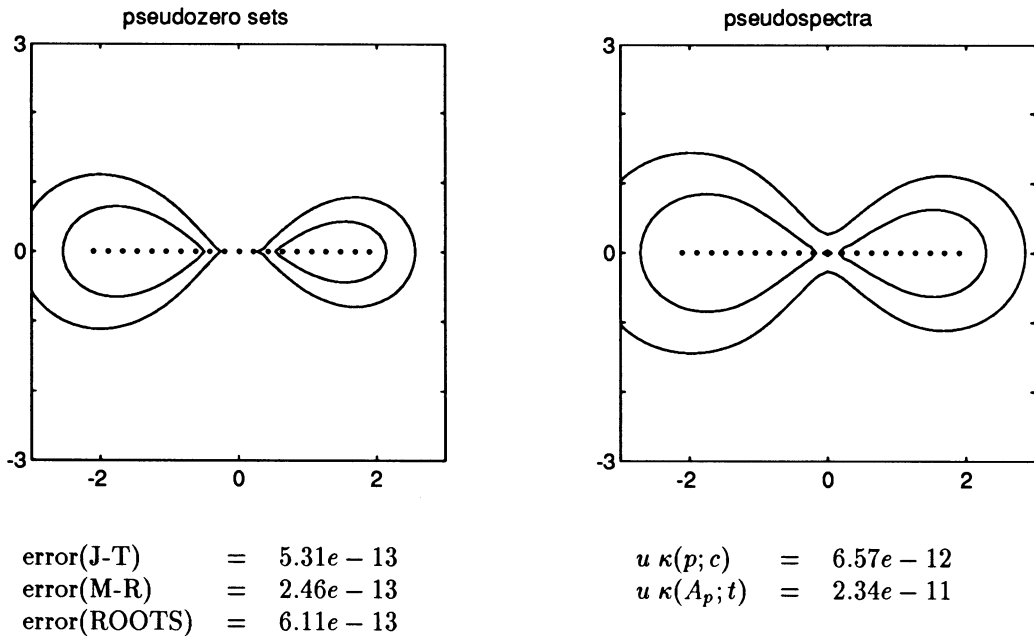 pseudozero sets
3
0
-3
-2 0 2
pseudospectra
3
0
-3
-2 0 2
error(J-T) = 5.31e − 13
error(M-R) = 2.46e − 13
error(ROOTS) = 6.11e − 13
u κ(p; c) = 6.57e − 12
u κ(A_p; t) = 2.34e − 11